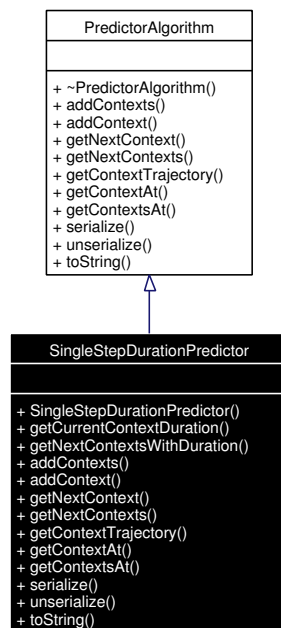 PredictorAlgorithm
+ ~PredictorAlgorithm()
+ addContexts()
+ addContext()
+ getNextContext()
+ getNextContexts()
+ getContextTrajectory()
+ getContextAt()
+ getContextsAt()
+ serialize()
+ unserialize()
+ toString()
SingleStepDurationPredictor
+ SingleStepDurationPredictor()
+ getCurrentContextDuration()
+ getNextContextsWithDuration()
+ addContexts()
+ addContext()
+ getNextContext()
+ getNextContexts()
+ getContextTrajectory()
+ getContextAt()
+ getContextsAt()
+ serialize()
+ unserialize()
+ toString()